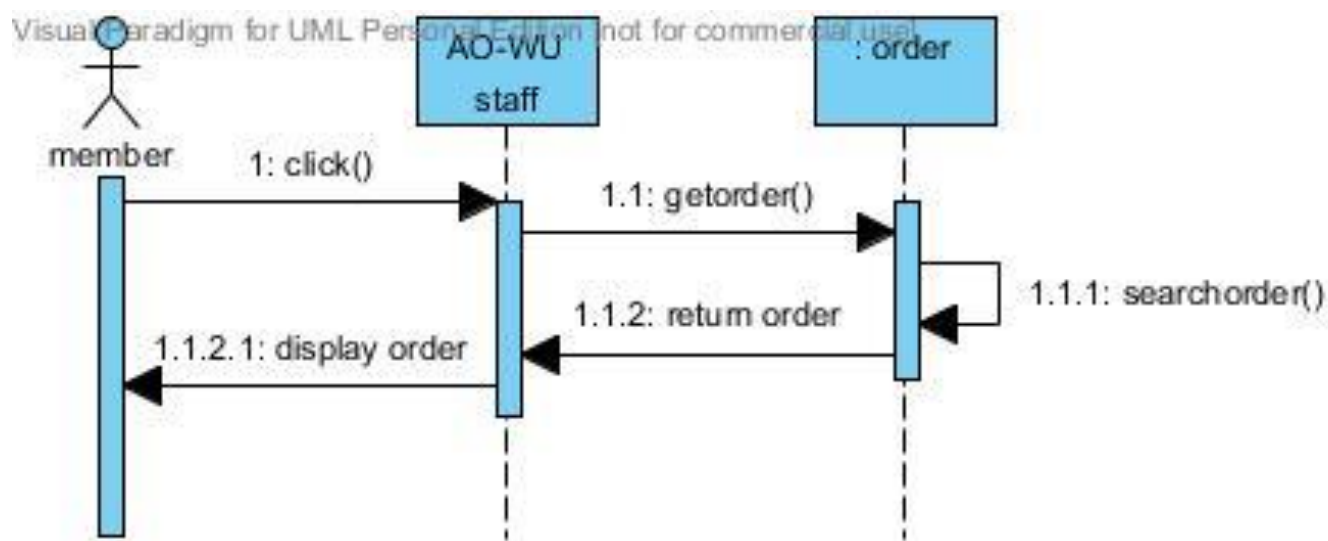 Visual Paradigm for UML Personal Edition [not for commercial use]
AO-WU
staff
: order
member
1: click()
1.1: getorder()
1.1.1: searchorder()
1.1.2: return order
1.1.2.1: display order